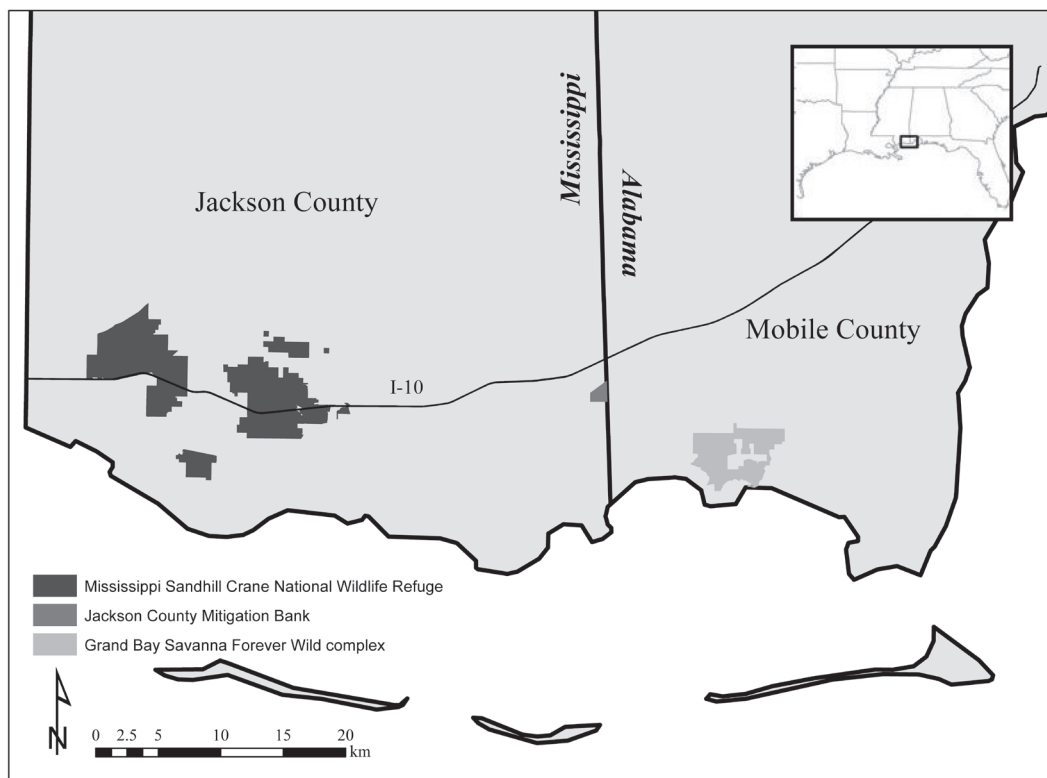 Mississippi
Alabama
Jackson County
Mobile County
I-10
Mississippi Sandhill Crane National Wildlife Refuge
Jackson County Mitigation Bank
Grand Bay Savanna Forever Wild complex
N
0 2.5 5 10 15 20
km